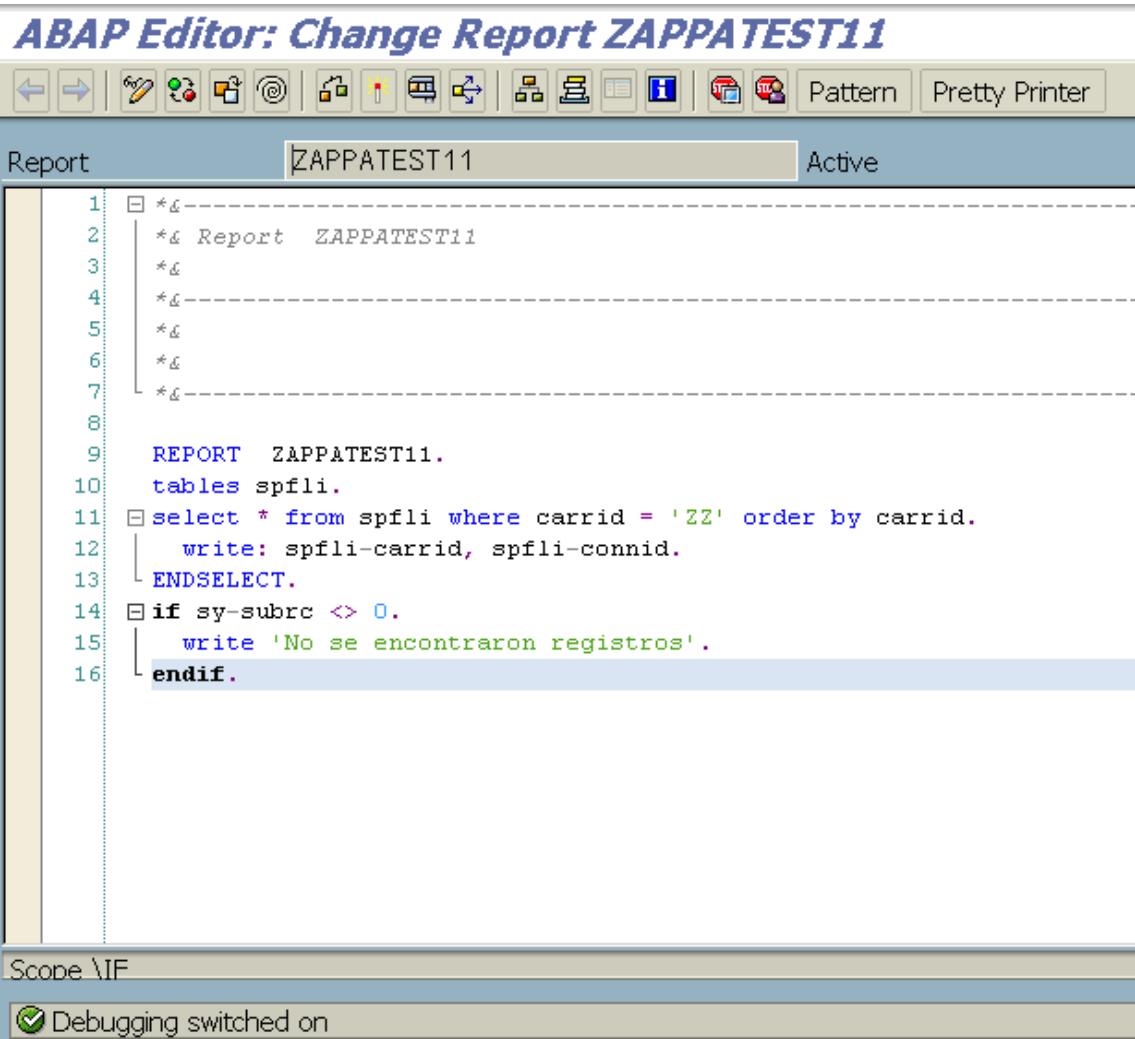 ABAP Editor: Change Report ZAPPATEST11
Pattern Pretty Printer
Report ZAPPATEST11 Active
1 *&---------------------------------------------------------------------
2 *& Report  ZAPPATEST11
3 *&
4 *&---------------------------------------------------------------------
5 *&
6 *&
7 *&---------------------------------------------------------------------
8
9 REPORT  ZAPPATEST11.
10 tables spfli.
11 select * from spfli where carrid = 'ZZ' order by carrid.
12   write: spfli-carrid, spfli-connid.
13 ENDSELECT.
14 if sy-subrc <> 0.
15   write 'No se encontraron registros'.
16 endif.
Scope \IF
Debugging switched on